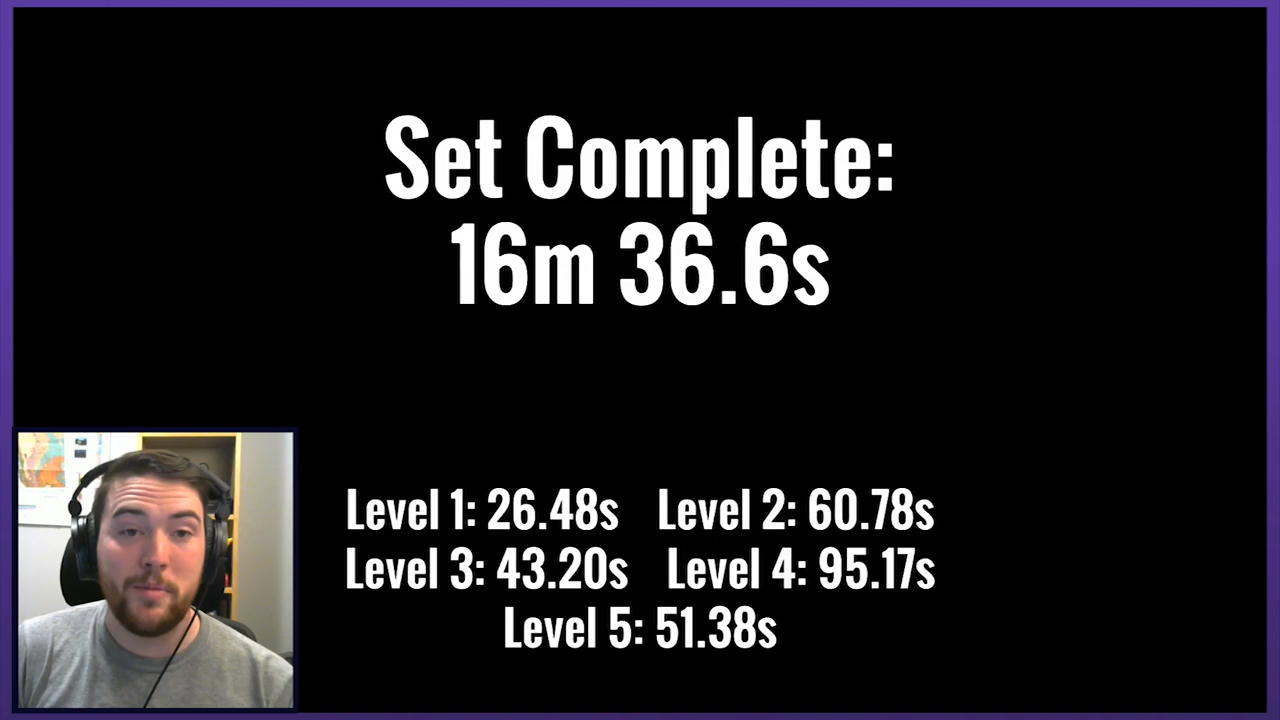 Set Complete:
16m 36.6s
Level 1: 26.48s Level 2: 60.78s
Level 3: 43.20s Level 4: 95.17s
Level 5: 51.38s